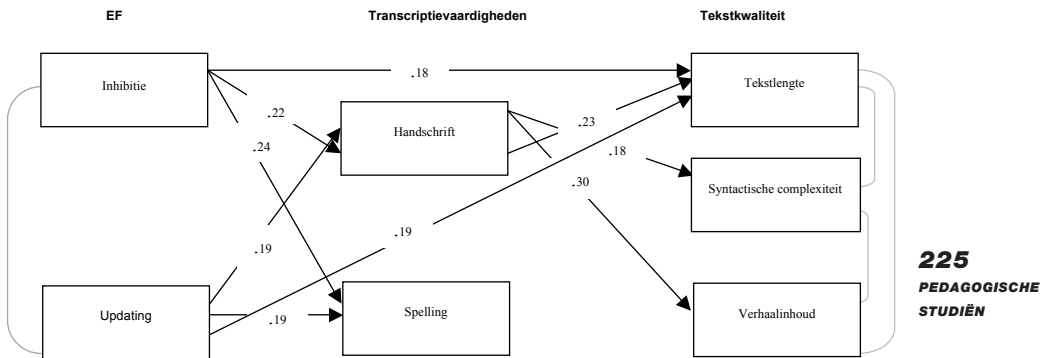 EF
Transcriptievaardigheden
Tekstkwaliteit
Inhibitie
.18
Tekstlengte
.22
Handschrift
.23
.24
.18
Syntactische complexiteit
.30
.19
.19
Updating
.19
Spelling
Verhaalinhoud
225
PEDAGOGISCHE
STUDIËN